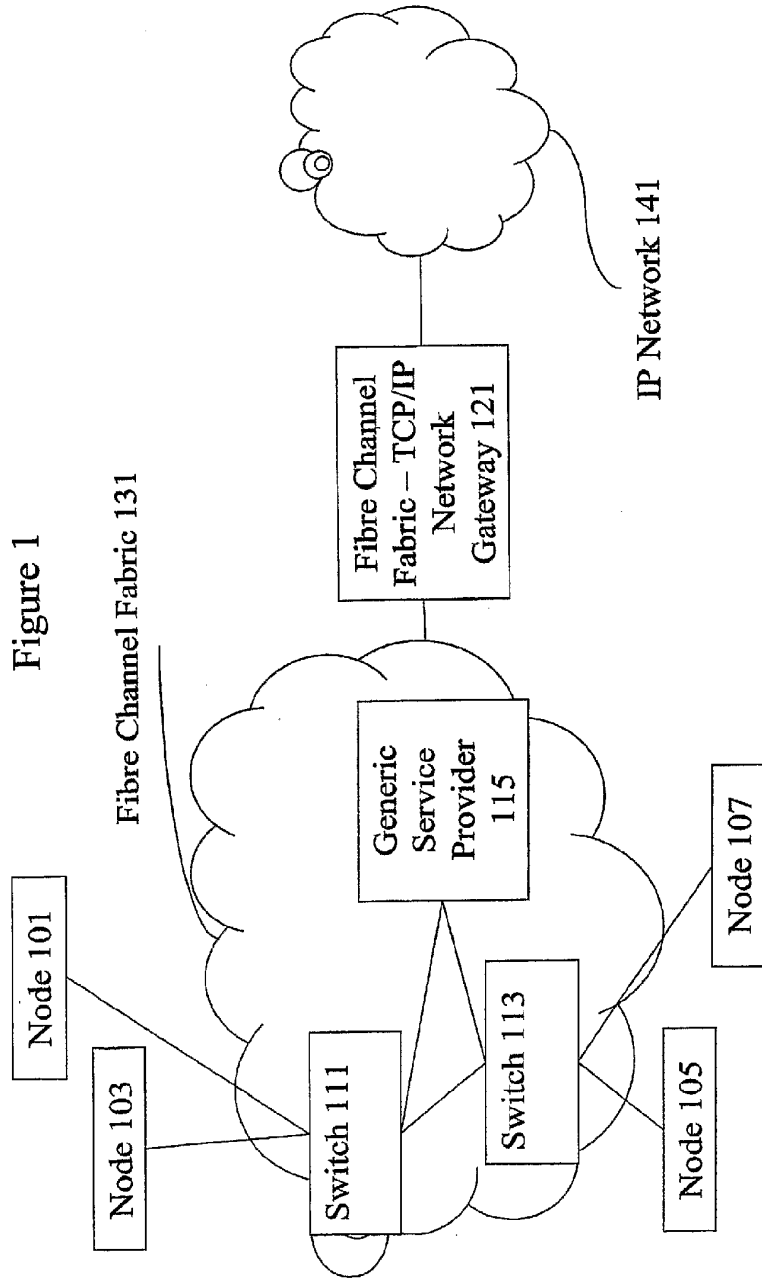 Figure 1
Node 101
Node 103
Fibre Channel Fabric 131
Switch 111
Generic
Service
Provider
115
Fibre Channel
Fabric – TCP/IP
Network
Gateway 121
Switch 113
Node 105
Node 107
IP Network 141